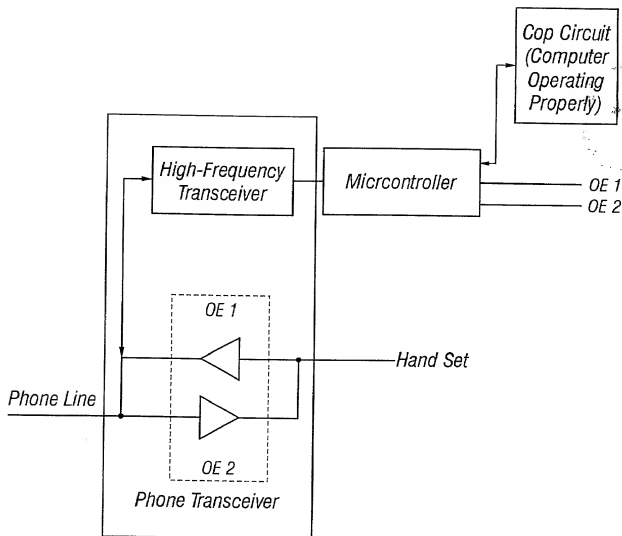 Cop Circuit
(Computer
Operating
Properly)
High-Frequency
Transceiver
Micrcontroller
OE 1
OE 2
OE 1
Hand Set
Phone Line
OE 2
Phone Transceiver